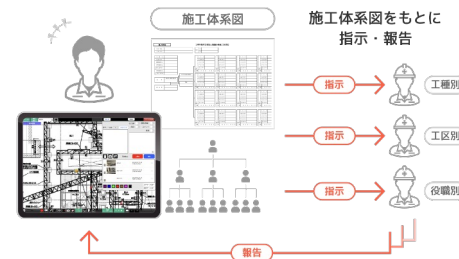 施工体系図
施工体系図をもとに
指示・報告
指示
工種別
指示
工区別
指示
役職別
報告